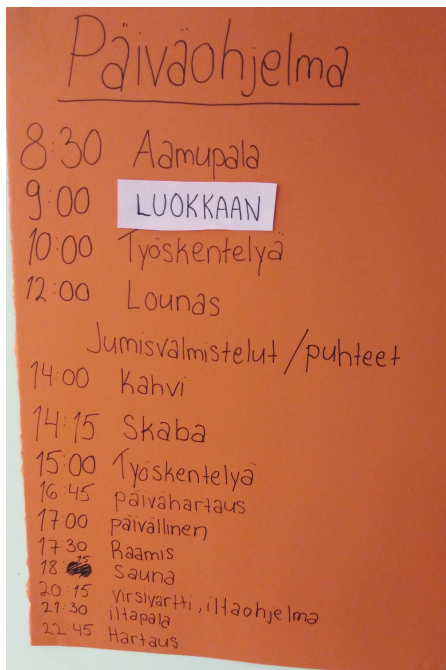 Päiväohjelma
8:30 Aamupala
9:00 LUOKKAAN
10:00 Työskentelyä
12:00 Lounas
Jumisvalmistelut/puhteet
14:00 Kahvi
14:15 Skaba
15:00 Työskentelyä
16:45 päivähartaus
17:00 päivällinen
17:30 Raamis
18 15 Sauna
20:15 Virsivartti, iltaohjelma
21:30 iltapala
22:45 Hartaus